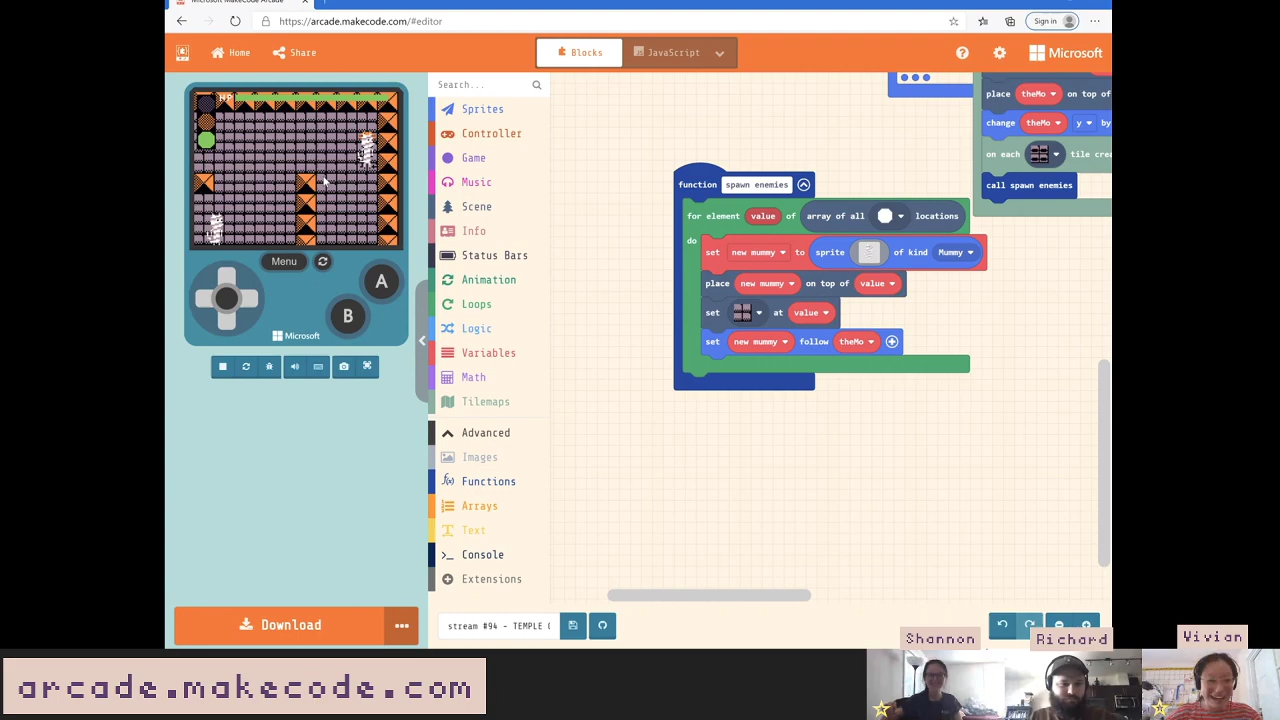 Microsoft MakeCode Arcade
https://arcade.makecode.com/#editor
Sign in
Home
Share
Blocks
JavaScript
Microsoft
HP
Menu
A
B
Microsoft
Download
Search...
Sprites
Controller
Game
Music
Scene
Info
Status Bars
Animation
Loops
Logic
Variables
Math
Tilemaps
Advanced
Images
Functions
Arrays
Text
Console
Extensions
function spawn enemies
for element value of array of all locations
do
set new mummy to sprite of kind Mummy
place new mummy on top of value
set at value
set new mummy follow theMo
place theMo on top of
change theMo y by
on each tile
call spawn enemies
stream #94 - TEMPLE
Shannon
Richard
Vivian
arcade.makecode.com